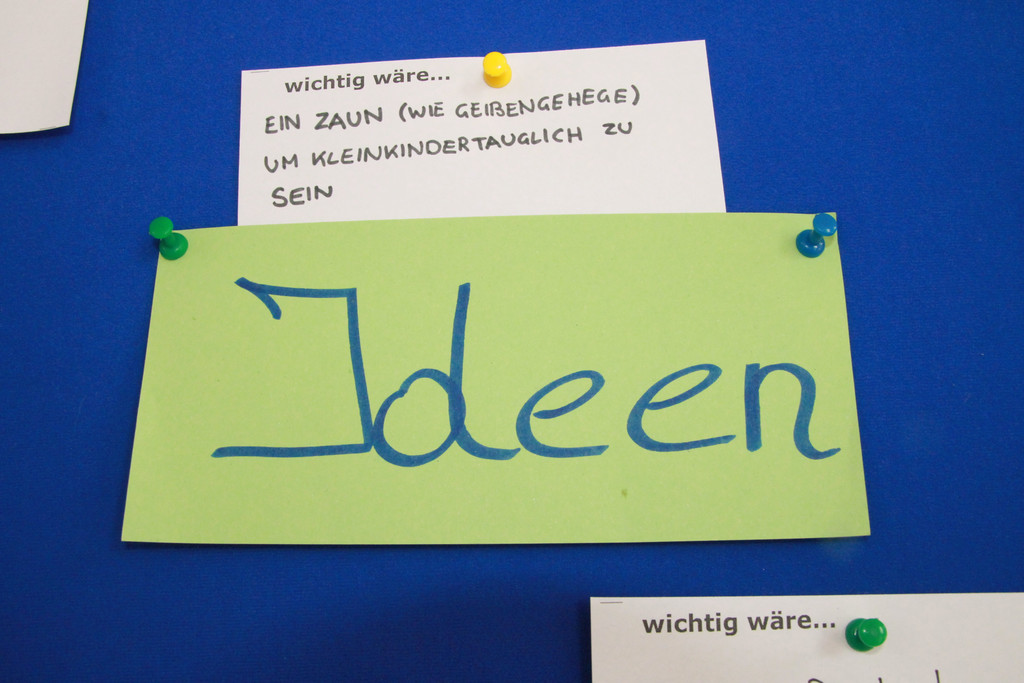 wichtig wäre...
EIN ZAUN (WIE GEIßENGEHEGE)
UM KLEINKINDERTAUGLICH ZU
SEIN
Ideen
wichtig wäre...